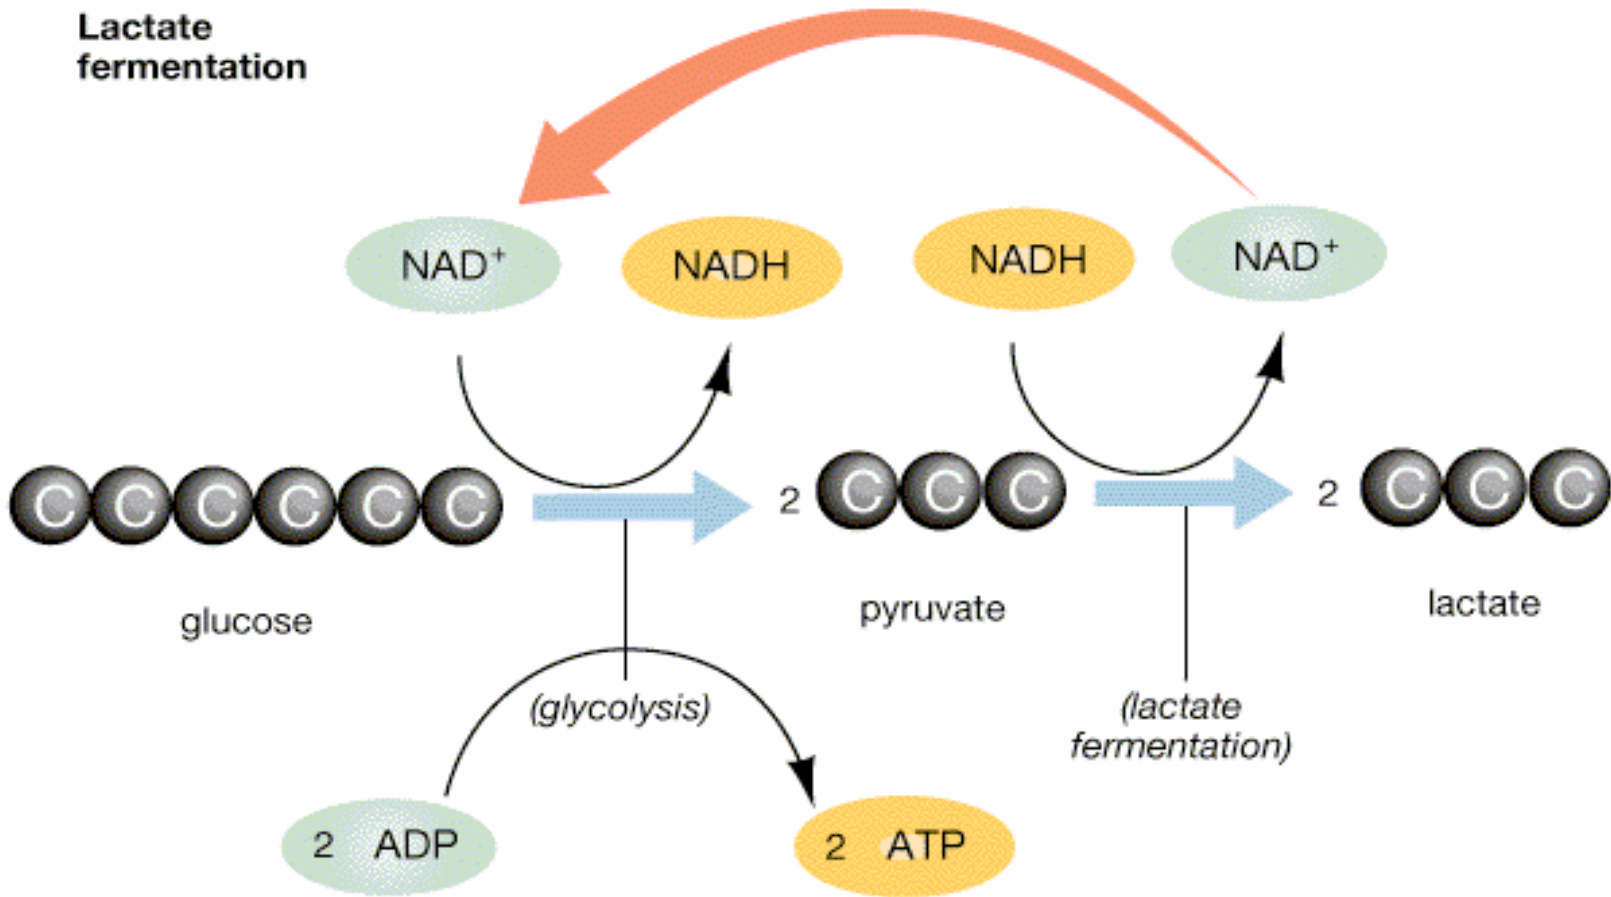 Lactate
fermentation
NAD⁺
NADH
NADH
NAD⁺
C C C C C C
2 C C C
2 C C C
glucose
pyruvate
lactate
(glycolysis)
(lactate
fermentation)
2 ADP
2 ATP